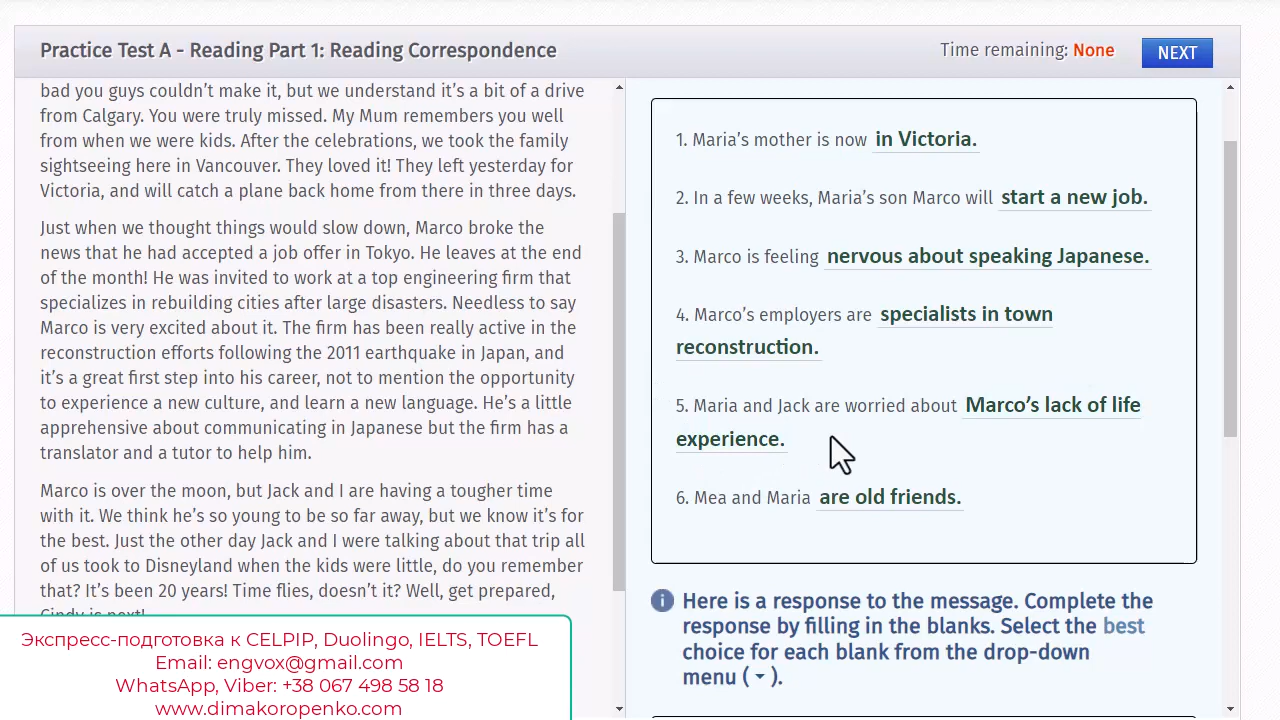 Practice Test A - Reading Part 1: Reading Correspondence
Time remaining: None
NEXT
bad you guys couldn’t make it, but we understand it’s a bit of a drive
from Calgary. You were truly missed. My Mum remembers you well
from when we were kids. After the celebrations, we took the family
sightseeing here in Vancouver. They loved it! They left yesterday for
Victoria, and will catch a plane back home from there in three days.
Just when we thought things would slow down, Marco broke the
news that he had accepted a job offer in Tokyo. He leaves at the end
of the month! He was invited to work at a top engineering firm that
specializes in rebuilding cities after large disasters. Needless to say
Marco is very excited about it. The firm has been really active in the
reconstruction efforts following the 2011 earthquake in Japan, and
it’s a great first step into his career, not to mention the opportunity
to experience a new culture, and learn a new language. He’s a little
apprehensive about communicating in Japanese but the firm has a
translator and a tutor to help him.
Marco is over the moon, but Jack and I are having a tougher time
with it. We think he’s so young to be so far away, but we know it’s for
the best. Just the other day Jack and I were talking about that trip all
of us took to Disneyland when the kids were little, do you remember
that? It’s been 20 years! Time flies, doesn’t it? Well, get prepared,
Cindy is next!
1. Maria’s mother is now in Victoria.
2. In a few weeks, Maria’s son Marco will start a new job.
3. Marco is feeling nervous about speaking Japanese.
4. Marco’s employers are specialists in town
reconstruction.
5. Maria and Jack are worried about Marco’s lack of life
experience.
6. Mea and Maria are old friends.
Here is a response to the message. Complete the
response by filling in the blanks. Select the best
choice for each blank from the drop-down
menu ( ).
Экспресс-подготовка к CELPIP, Duolingo, IELTS, TOEFL
Email: engvox@gmail.com
WhatsApp, Viber: +38 067 498 58 18
www.dimakoropenko.com